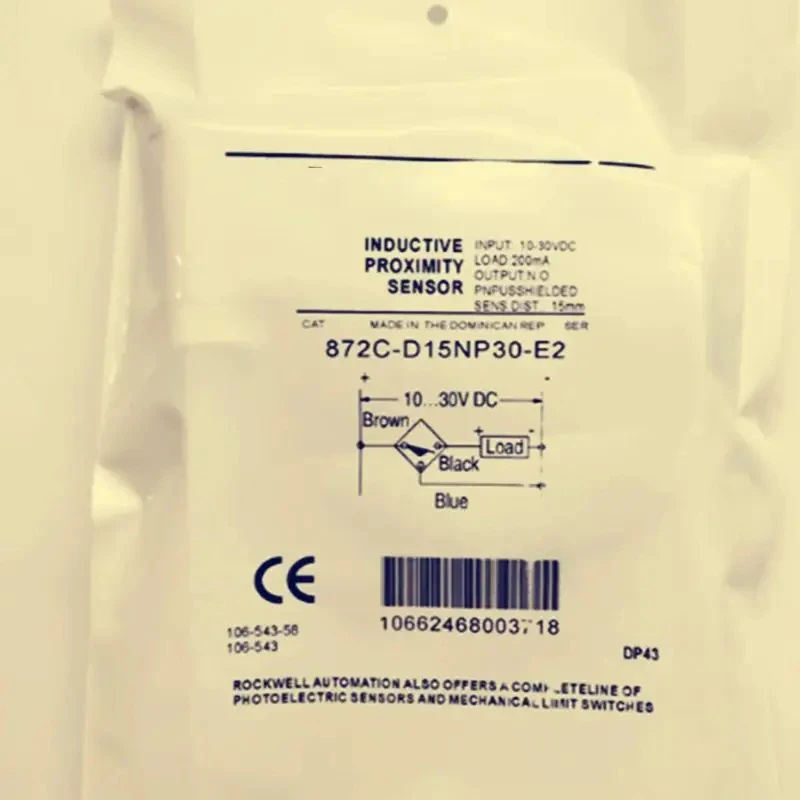 INDUCTIVE
PROXIMITY
SENSOR
INPUT: 10-30VDC
LOAD 200mA
OUTPUT N.O
PNPUSSHIELDED
SENS DIST. 15mm
CAT MADE IN THE DOMINICAN REP SER
872C-D15NP30-E2
+ -
10...30V DC
Brown
+ -
Load
Black
Blue
CE
10662468003718
106-543-58
106-543
DP43
ROCKWELL AUTOMATION ALSO OFFERS A COMPLETELINE OF
PHOTOELECTRIC SENSORS AND MECHANICAL LIMIT SWITCHES